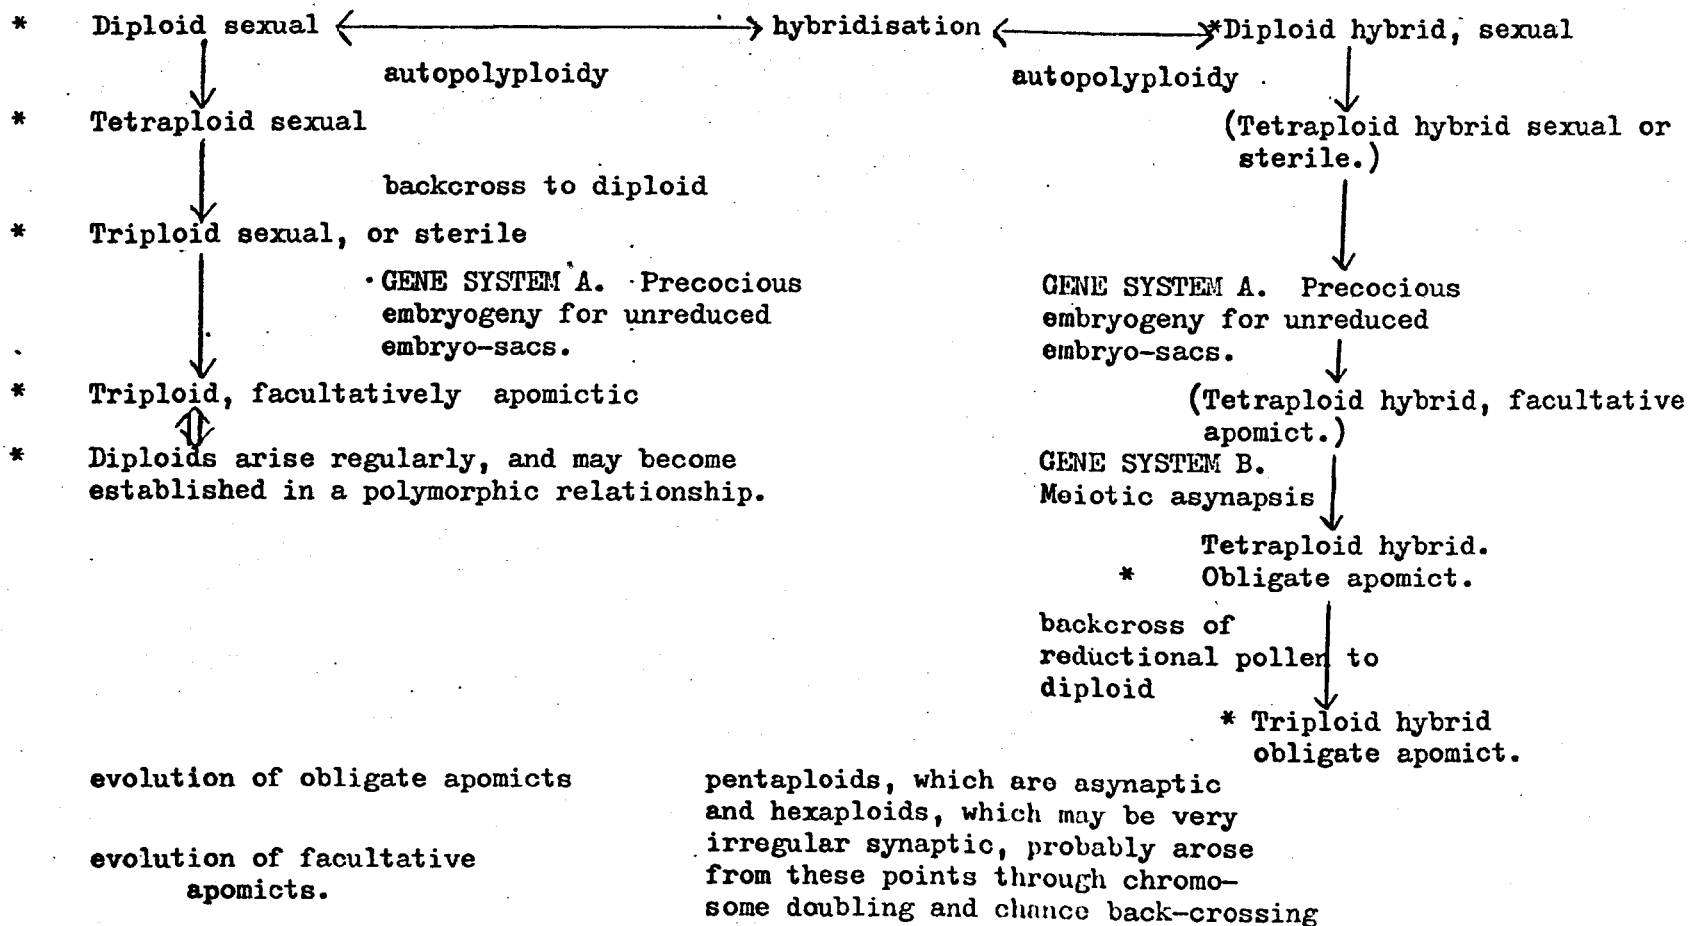 * Diploid sexual hybridisation *Diploid hybrid, sexual
autopolyploidy autopolyploidy
* Tetraploid sexual
(Tetraploid hybrid sexual or
sterile.)
backcross to diploid
* Triploid sexual, or sterile
GENE SYSTEM A. Precocious
embryogeny for unreduced
embryo-sacs.
GENE SYSTEM A. Precocious
embryogeny for unreduced
embryo-sacs.
* Triploid, facultatively apomictic
(Tetraploid hybrid, facultative
apomict.)
* Diploids arise regularly, and may become
established in a polymorphic relationship.
GENE SYSTEM B.
Meiotic asynapsis
Tetraploid hybrid.
* Obligate apomict.
backcross of
reductional pollen to
diploid
* Triploid hybrid
obligate apomict.
evolution of obligate apomicts
evolution of facultative
apomicts.
pentaploids, which are asynaptic
and hexaploids, which may be very
irregular synaptic, probably arose
from these points through chromo-
some doubling and chance back-crossing